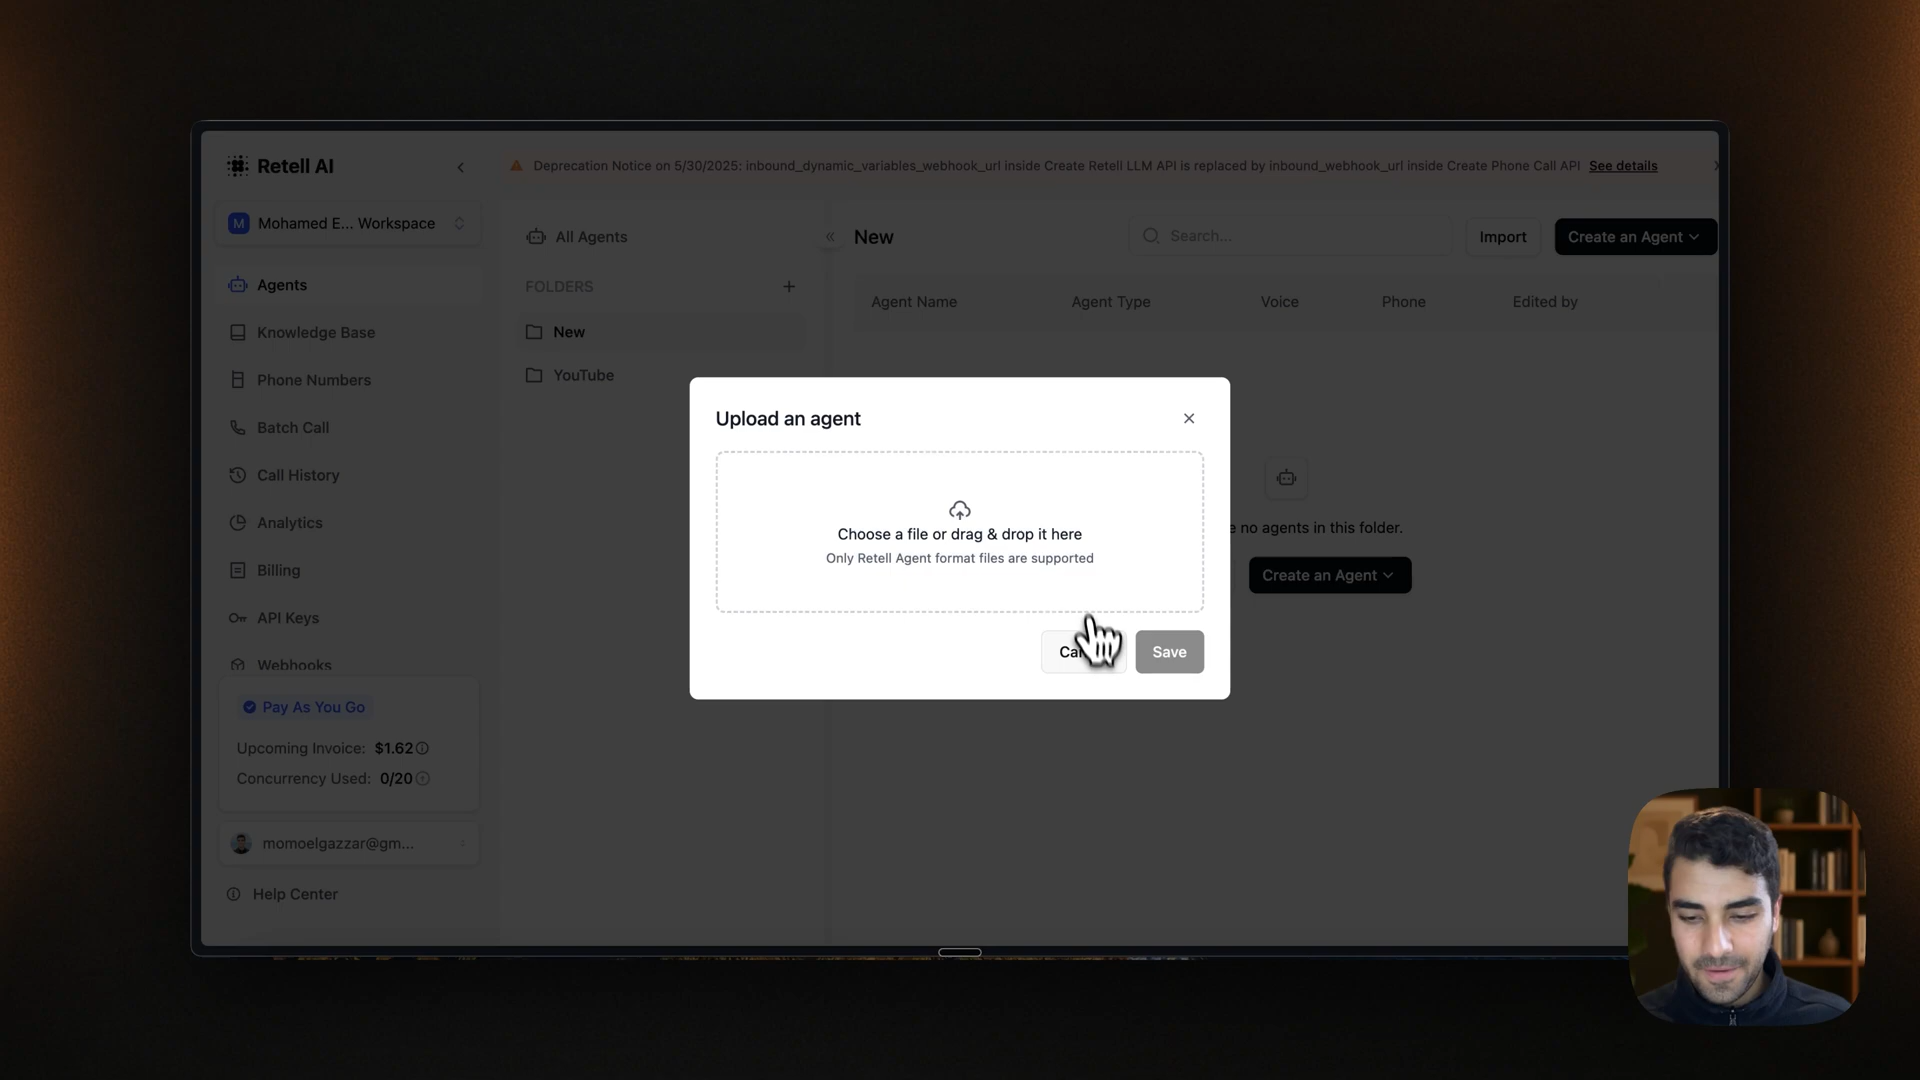 Retell AI
Deprecation Notice on 5/30/2025: inbound_dynamic_variables_webhook_url inside Create Retell LLM API is replaced by inbound_webhook_url inside Create Phone Call API See details
M Mohamed E... Workspace
Agents
Knowledge Base
Phone Numbers
Batch Call
Call History
Analytics
Billing
API Keys
Webhooks
Pay As You Go
Upcoming Invoice: $1.62
Concurrency Used: 0/20
momoelgazzar@gm...
Help Center
All Agents
FOLDERS
New
YouTube
New
Search...
Import
Create an Agent
Agent Name Agent Type Voice Phone Edited by
no agents in this folder.
Create an Agent
Upload an agent
Choose a file or drag & drop it here
Only Retell Agent format files are supported
Save